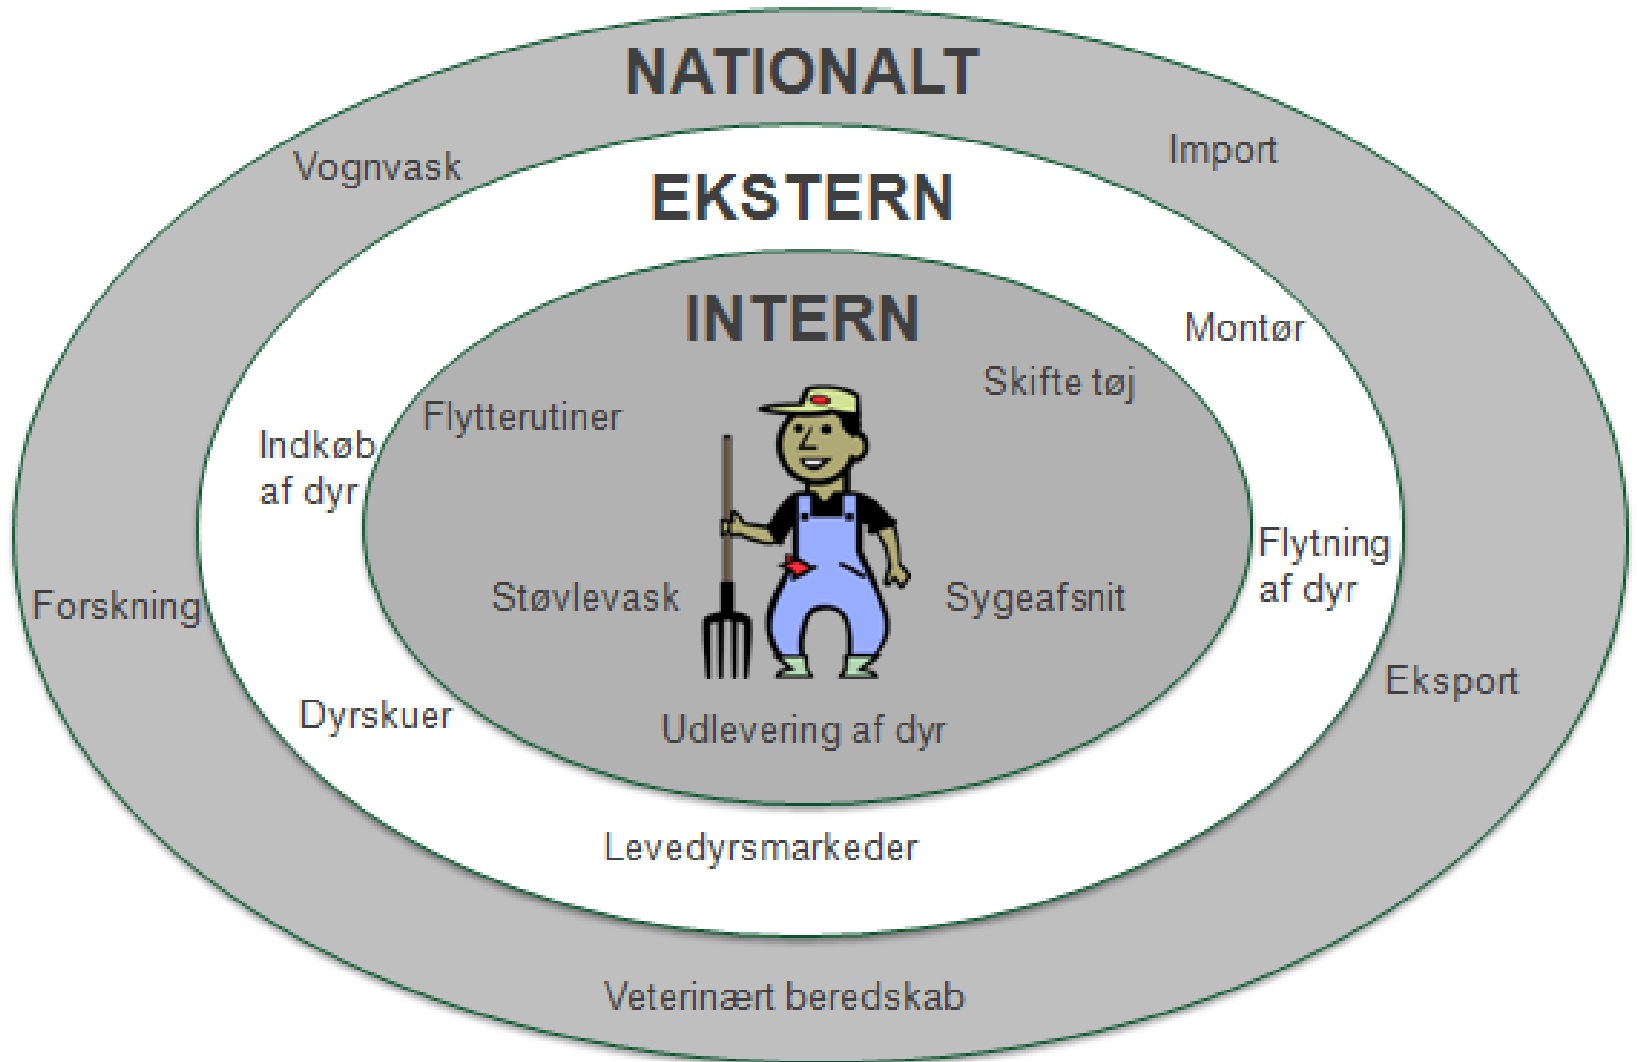 NATIONALT
Vognvask
Import
EKSTERN
INTERN
Montør
Skifte tøj
Flytterutiner
Indkøb
af dyr
Flytning
af dyr
Støvlevask
Sygeafsnit
Forskning
Eksport
Dyrskuer
Udlevering af dyr
Levedyrsmarkeder
Veterinært beredskab